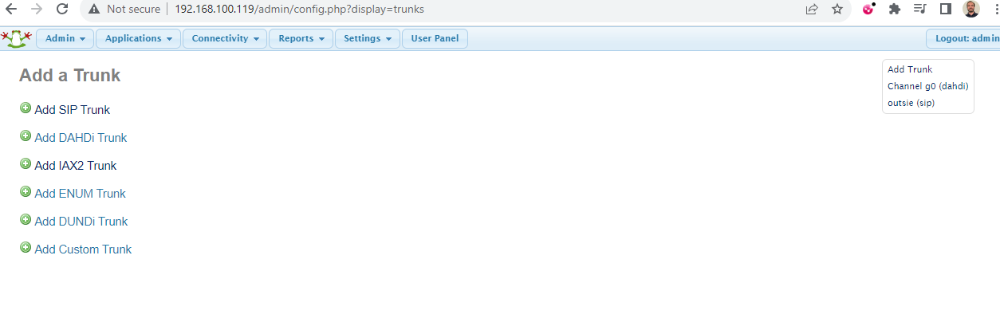 Not secure | 192.168.100.119/admin/config.php?display=trunks
Admin Applications Connectivity Reports Settings User Panel Logout: admin
Add a Trunk
Add Trunk
Channel g0 (dahdi)
outsie (sip)
Add SIP Trunk
Add DAHDi Trunk
Add IAX2 Trunk
Add ENUM Trunk
Add DUNDi Trunk
Add Custom Trunk